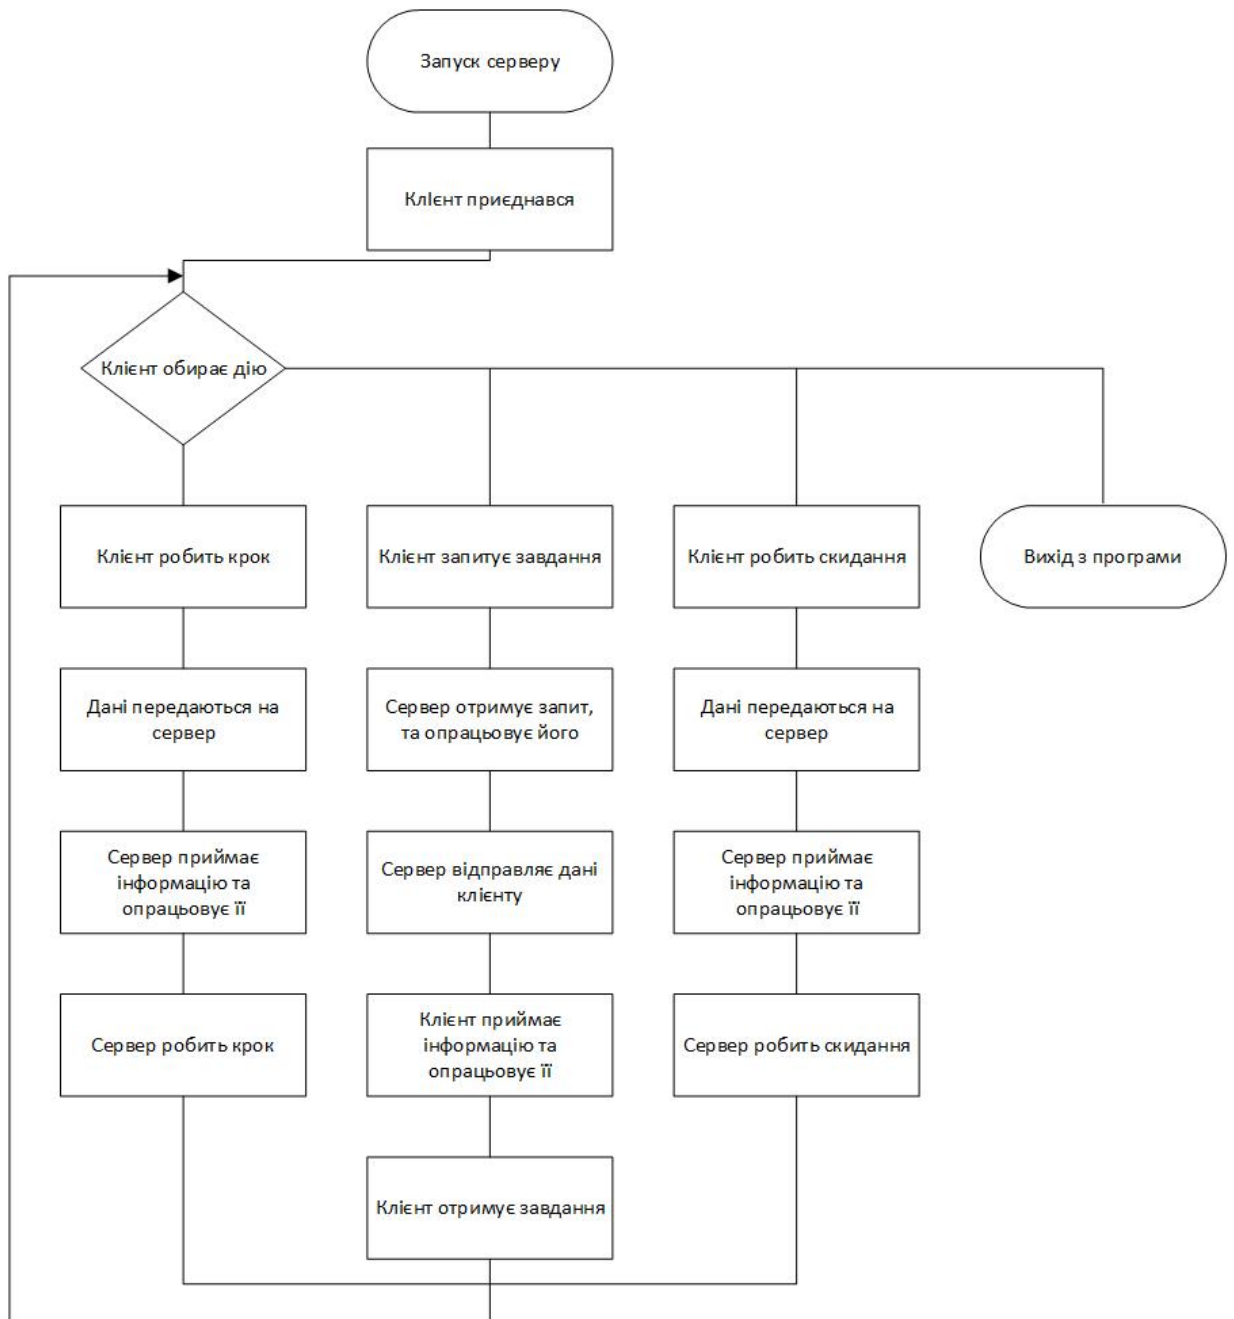 Запуск серверу
Клієнт приєднався
Клієнт обирає дію
Клієнт робить крок
Клієнт запитує завдання
Клієнт робить скидання
Вихід з програми
Дані передаються на
сервер
Сервер отримує запит,
та опрацьовує його
Дані передаються на
сервер
Сервер приймає
інформацію та
опрацьовує її
Сервер відправляє дані
клієнту
Сервер приймає
інформацію та
опрацьовує її
Сервер робить крок
Клієнт приймає
інформацію та
опрацьовує її
Сервер робить скидання
Клієнт отримує завдання